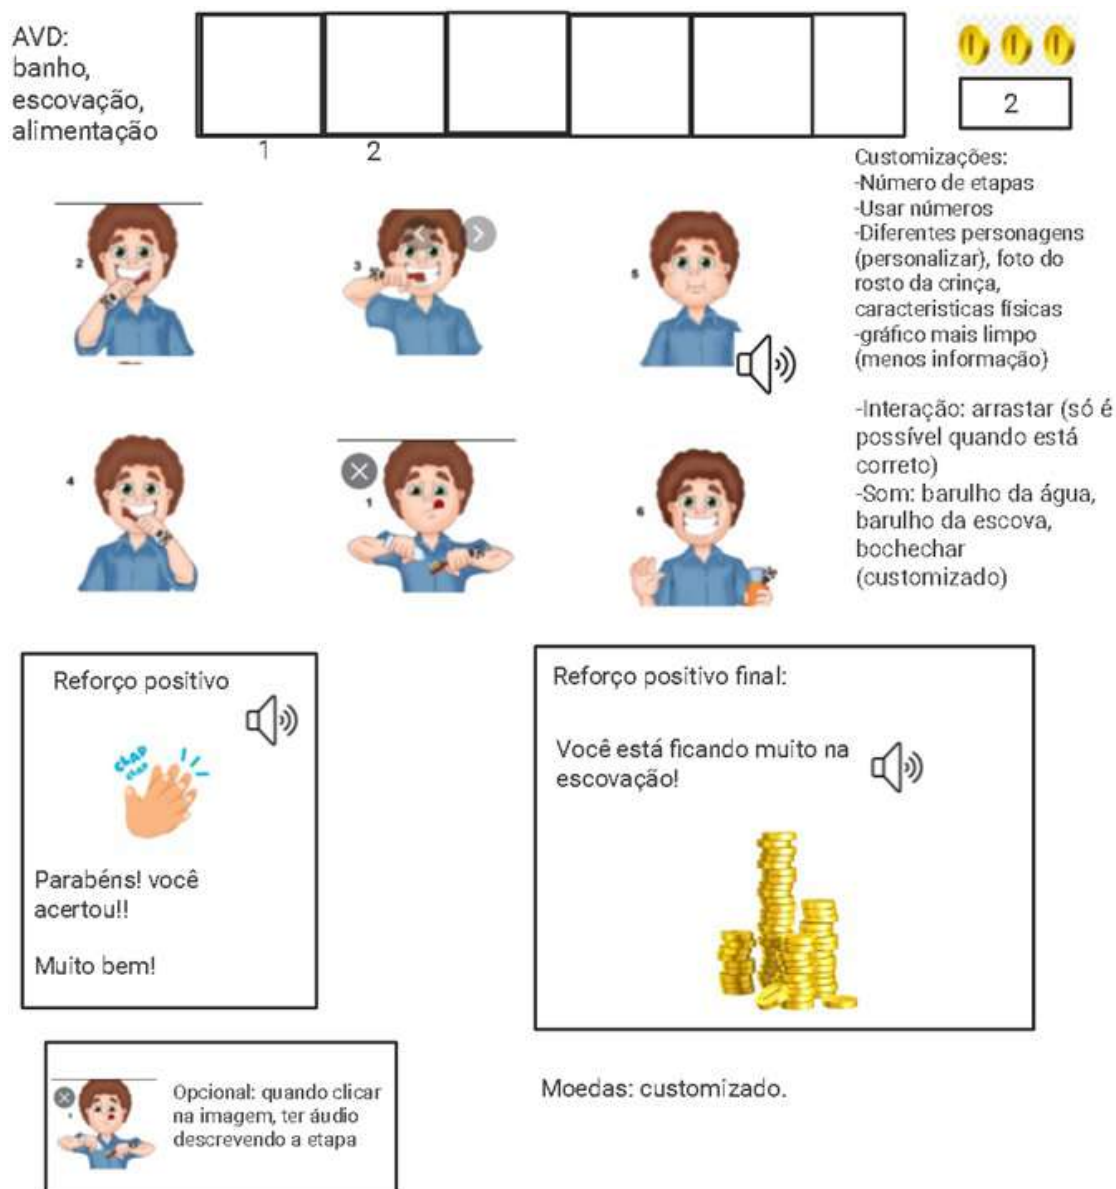 AVD:
banho,
escovação,
alimentação
1
2
2
Customizações:
-Número de etapas
-Usar números
-Diferentes personagens
(personalizar), foto do
rosto da crinça,
caracteristicas físicas
-gráfico mais limpo
(menos informação)
-Interação: arrastar (só é
possível quando está
correto)
-Som: barulho da água,
barulho da escova,
bochechar
(customizado)
2
3
5
4
1
6
Reforço positivo
CLAP
CLAP
Parabéns! você
acertou!!
Muito bem!
Reforço positivo final:
Você está ficando muito na
escovação!
Opcional: quando clicar
na imagem, ter áudio
descrevendo a etapa
Moedas: customizado.